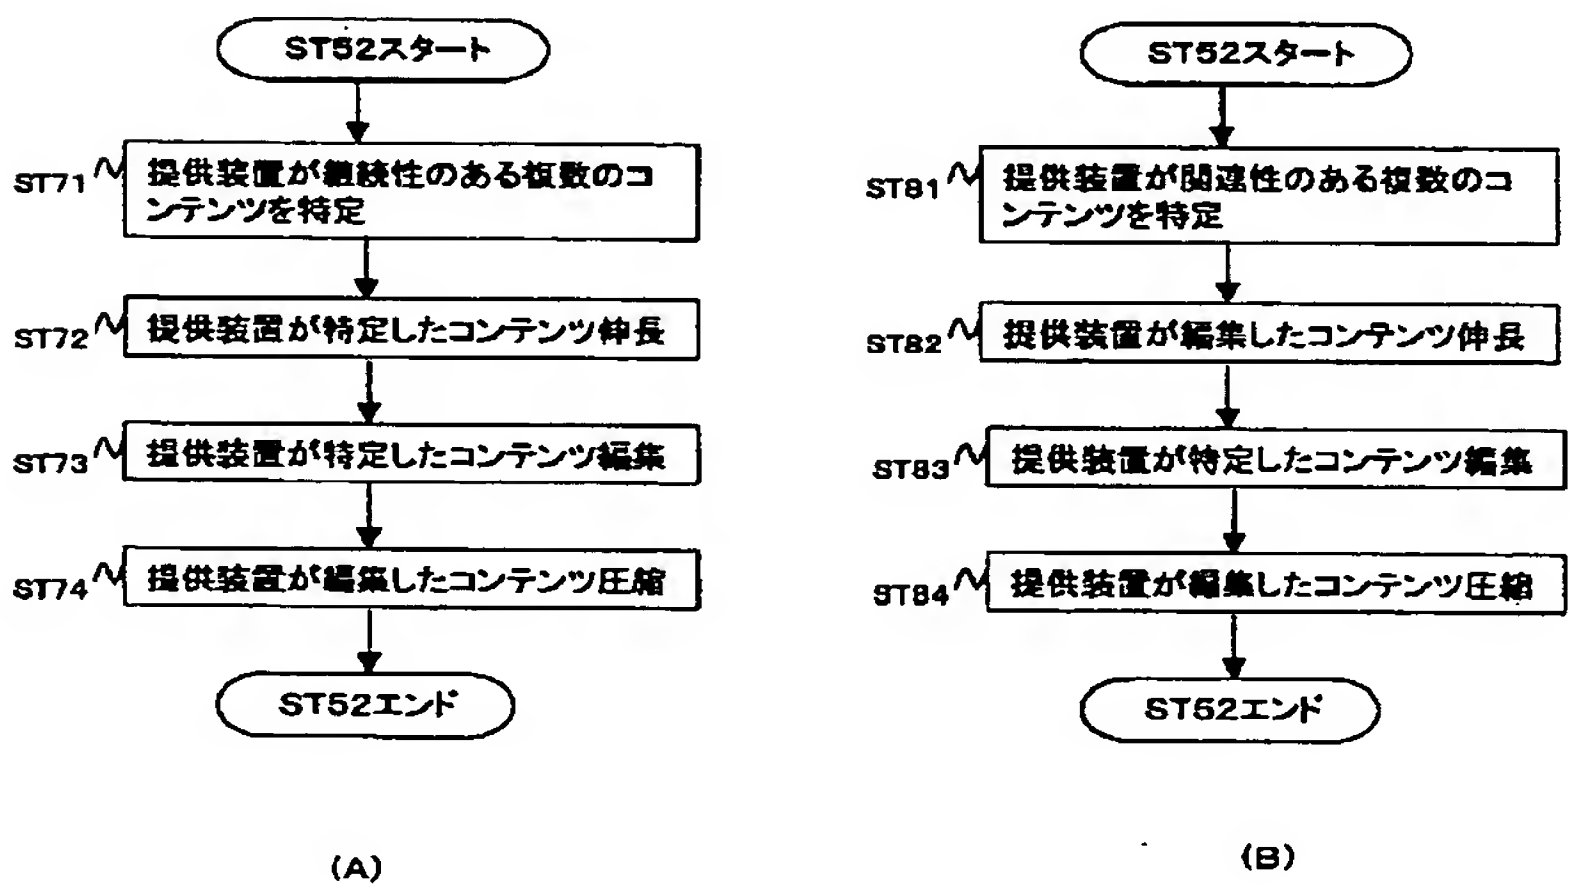 ST52スタート
ST71
提供装置が継続性のある複数のコ
ンテンツを特定
ST72
提供装置が特定したコンテンツ伸長
ST73
提供装置が特定したコンテンツ編集
ST74
提供装置が編集したコンテンツ圧縮
ST52エンド
(A)
ST52スタート
ST81
提供装置が関連性のある複数のコ
ンテンツを特定
ST82
提供装置が編集したコンテンツ伸長
ST83
提供装置が特定したコンテンツ編集
ST84
提供装置が編集したコンテンツ圧縮
ST52エンド
(B)